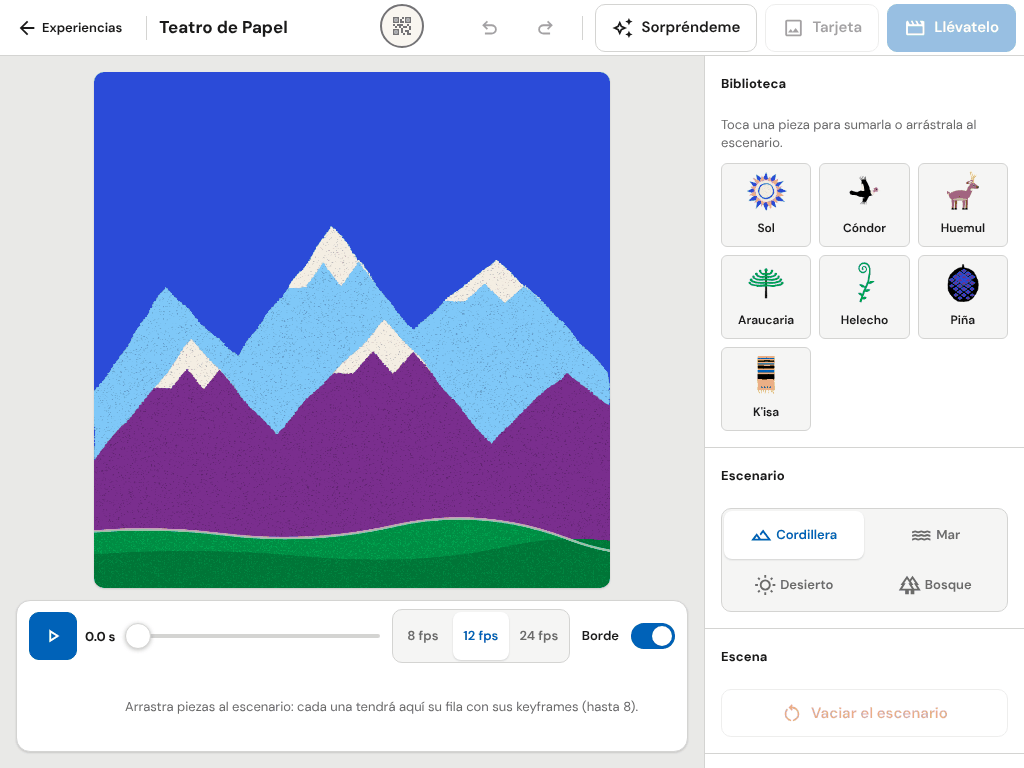 Experiencias
Teatro de Papel
Sorpréndeme
Tarjeta
Llévatelo
Biblioteca
Toca una pieza para sumarla o arrástrala al
escenario.
Sol
Cóndor
Huemul
Araucaria
Helecho
Piña
K'isa
Escenario
Cordillera
Mar
Desierto
Bosque
Escena
Vaciar el escenario
0.0 s
8 fps
12 fps
24 fps
Borde
Arrastra piezas al escenario: cada una tendrá aquí su fila con sus keyframes (hasta 8).